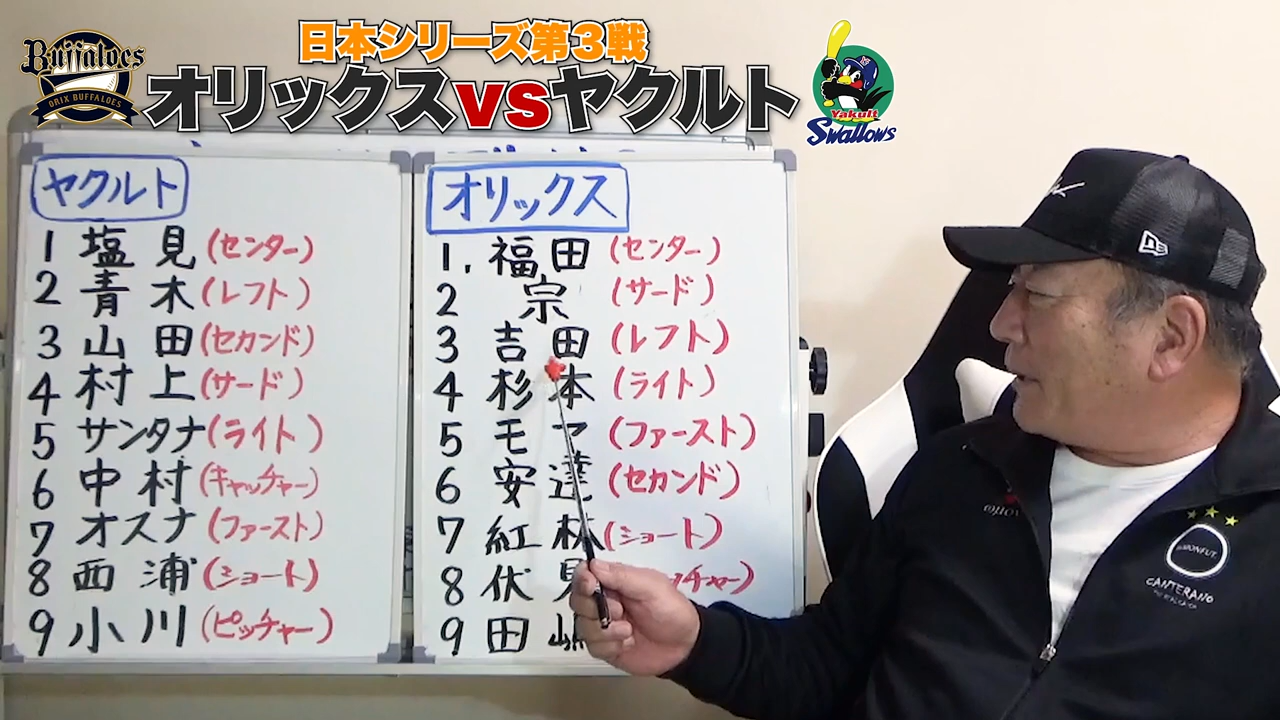 日本シリーズ第3戦
Buffaloes
ORIX BUFFALOES
オリックスvsヤクルト
Yakult
Swallows
ヤクルト
1 塩見(センター)
2 青木(レフト)
3 山田(セカンド)
4 村上(サード)
5 サンタナ(ライト)
6 中村(キャッチャー)
7 オスナ(ファースト)
8 西浦(ショート)
9 小川(ピッチャー)
オリックス
1. 福田(センター)
2 宗(サード)
3 吉田(レフト)
4 杉本(ライト)
5 モヤ(ファースト)
6 安達(セカンド)
7 紅林(ショート)
8 伏見 ッチャー)
9 田
CANTERANO